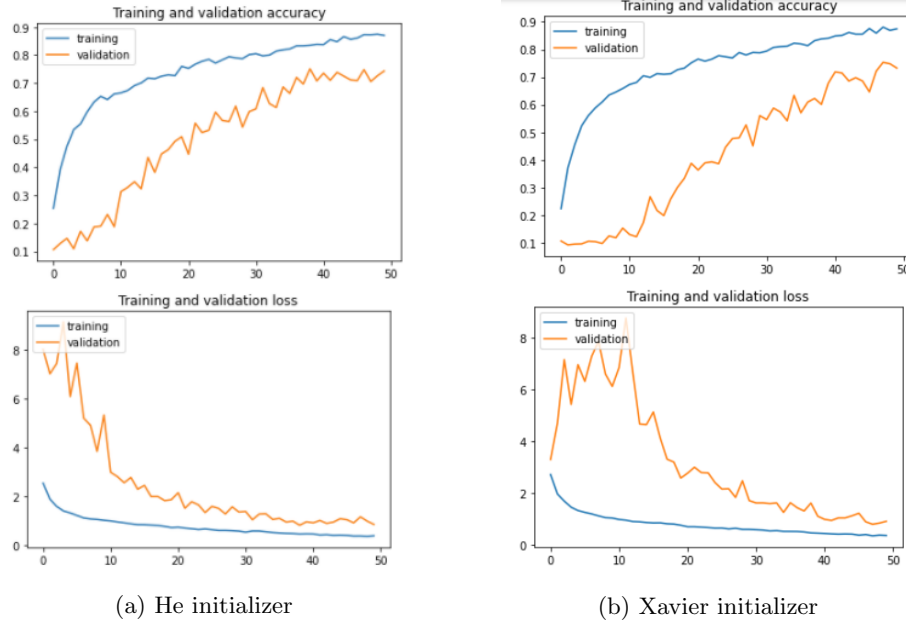 Training and validation accuracy
training
validation
0.9
0.8
0.7
0.6
0.5
0.4
0.3
0.2
0.1
0 10 20 30 40 50
Training and validation accuracy
training
validation
0.9
0.8
0.7
0.6
0.5
0.4
0.3
0.2
0.1
0 10 20 30 40 50
Training and validation loss
training
validation
8
6
4
2
0
0 10 20 30 40 50
Training and validation loss
training
validation
8
6
4
2
0
0 10 20 30 40 50
(a) He initializer
(b) Xavier initializer